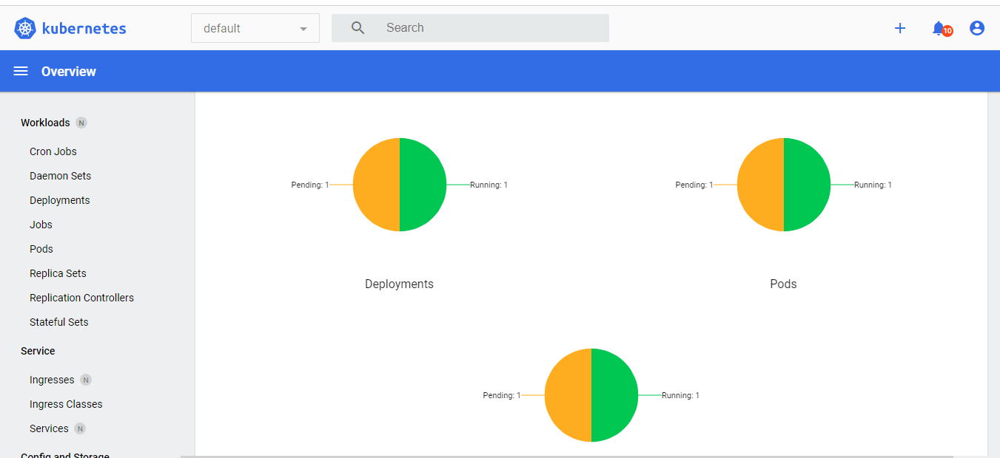 kubernetes default Search 10
Overview
Workloads N
Cron Jobs
Daemon Sets
Deployments
Jobs
Pods
Replica Sets
Replication Controllers
Stateful Sets
Service
Ingresses N
Ingress Classes
Services N
Config and Storage
Pending: 1 Running: 1
Deployments
Pending: 1 Running: 1
Pods
Pending: 1 Running: 1